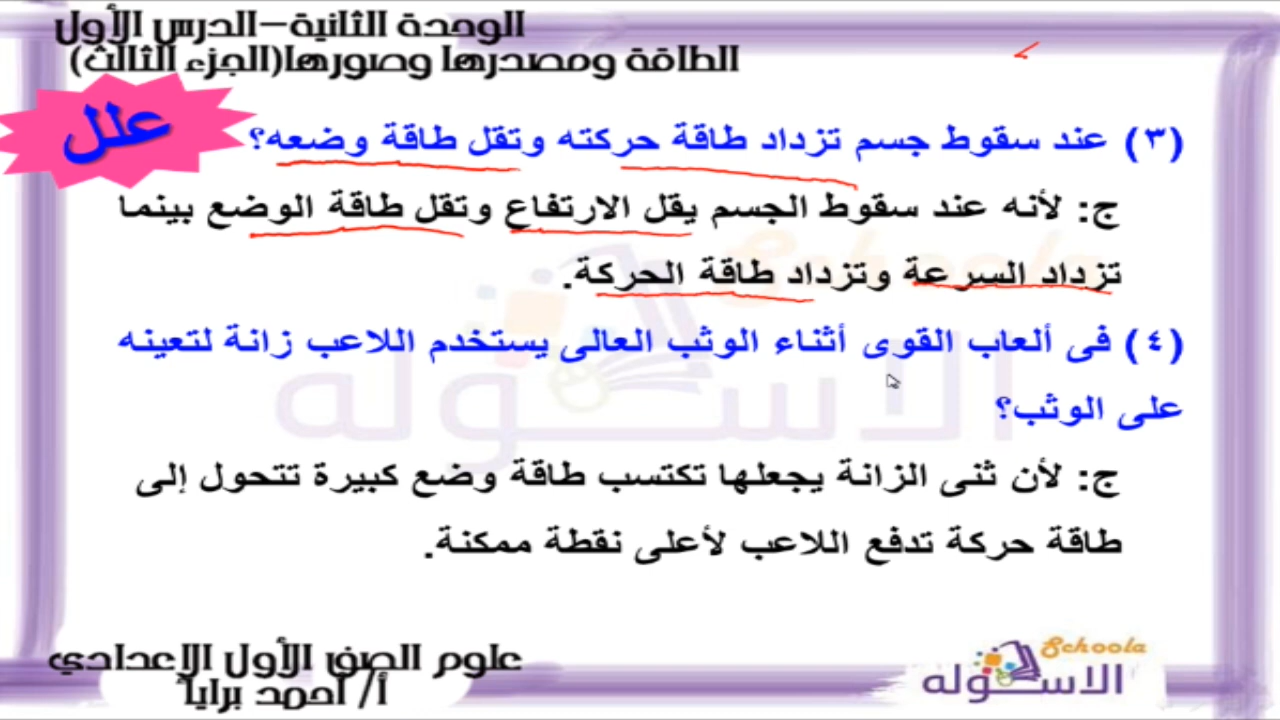 الوحدة الثانية-الدرس الأول
الطاقة ومصدرها وصورها(الجزء الثالث)
علل
(٣) عند سقوط جسم تزداد طاقة حركته وتقل طاقة وضعه؟
ج: لأنه عند سقوط الجسم يقل الارتفاع وتقل طاقة الوضع بينما
تزداد السرعة وتزداد طاقة الحركة.
(٤) فى ألعاب القوى أثناء الوثب العالى يستخدم اللاعب زانة لتعينه
على الوثب؟
ج: لأن ثنى الزانة يجعلها تكتسب طاقة وضع كبيرة تتحول إلى
طاقة حركة تدفع اللاعب لأعلى نقطة ممكنة.
علوم الصف الأول الإعدادي
أ/ احمد برايا
Schoola
الاسكوله